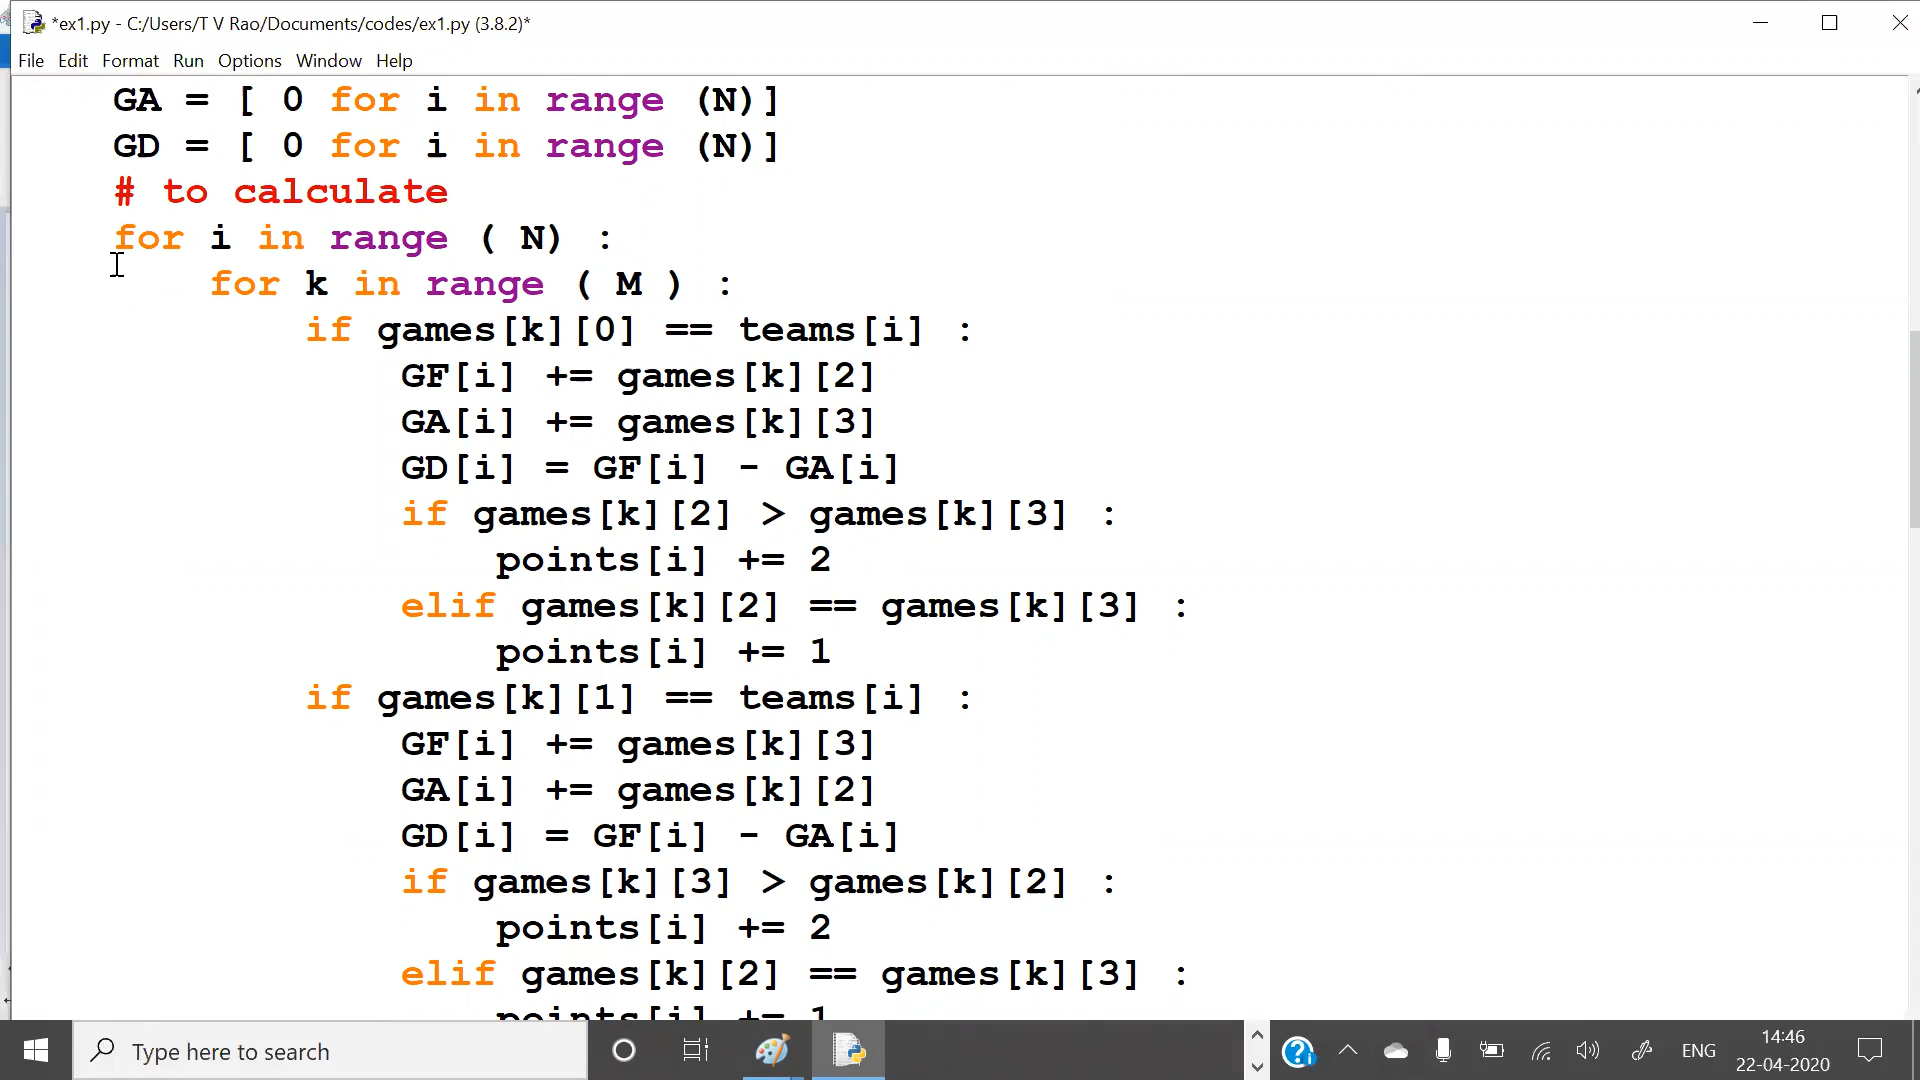 *ex1.py - C:/Users/T V Rao/Documents/codes/ex1.py (3.8.2)*
File Edit Format Run Options Window Help
GA = [ 0 for i in range (N)]
GD = [ 0 for i in range (N)]
# to calculate
for i in range ( N) :
for k in range ( M ) :
if games[k][0] == teams[i] :
GF[i] += games[k][2]
GA[i] += games[k][3]
GD[i] = GF[i] - GA[i]
if games[k][2] > games[k][3] :
points[i] += 2
elif games[k][2] == games[k][3] :
points[i] += 1
if games[k][1] == teams[i] :
GF[i] += games[k][3]
GA[i] += games[k][2]
GD[i] = GF[i] - GA[i]
if games[k][3] > games[k][2] :
points[i] += 2
elif games[k][2] == games[k][3] :
points[i] += 1
Type here to search
ENG
14:46
22-04-2020